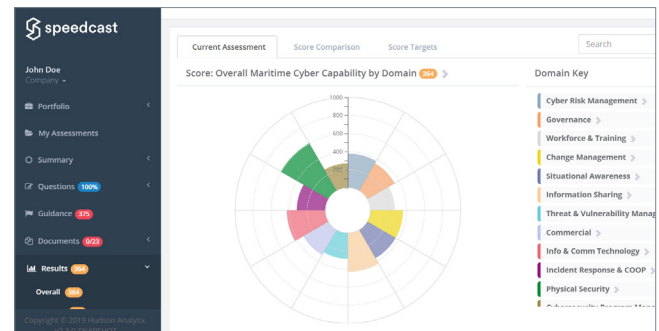 speedcast
John Doe
Company
Portfolio
My Assessments
Summary
Questions 100%
Guidance 375
Documents 0/23
Results 364
Overall 364
Copyright © 2019 Hudson Analytix.
Current Assessment
Score Comparison
Score Targets
Search
Score: Overall Maritime Cyber Capability by Domain 364
1000
800
600
400
Domain Key
Cyber Risk Management
Governance
Workforce & Training
Change Management
Situational Awareness
Information Sharing
Threat & Vulnerability Manag
Commercial
Info & Comm Technology
Incident Response & COOP
Physical Security